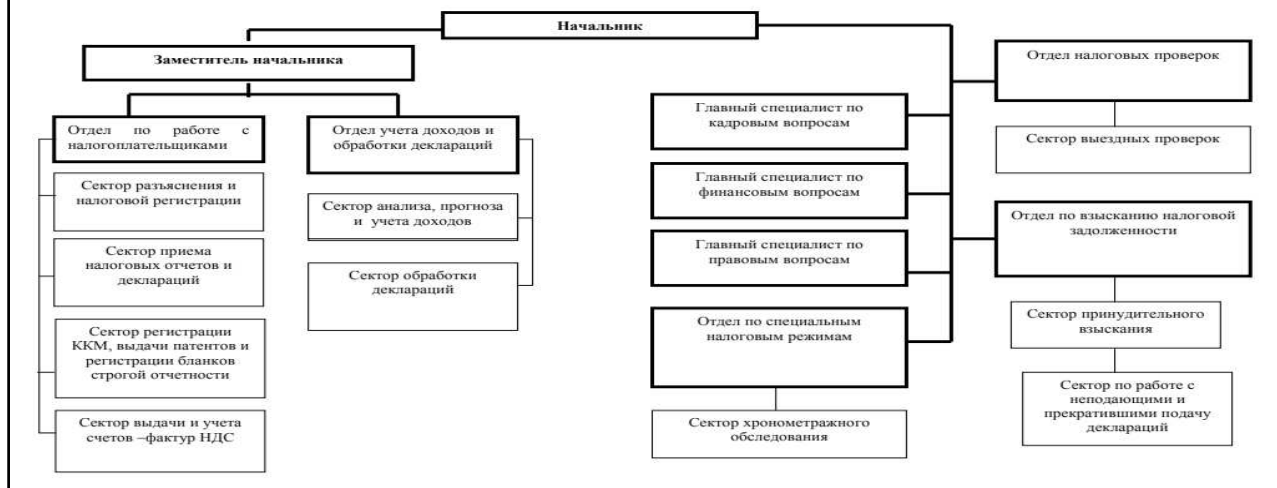 Начальник
Заместитель начальника
Отдел по работе с
налогоплательщиками
Сектор разъяснения и
налоговой регистрации
Сектор приема
налоговых отчетов и
деклараций
Сектор регистрации
ККМ, выдачи патентов и
регистрации бланков
строгой отчетности
Сектор выдачи и учета
счетов –фактур НДС
Отдел учета доходов и
обработки деклараций
Сектор анализа, прогноза
и учета доходов
Сектор обработки
деклараций
Главный специалист по
кадровым вопросам
Главный специалист по
финансовым вопросам
Главный специалист по
правовым вопросам
Отдел по специальным
налоговым режимам
Сектор хронометражного
обследования
Отдел налоговых проверок
Сектор выездных проверок
Отдел по взысканию налоговой
задолженности
Сектор принудительного
взыскания
Сектор по работе с
неподающими и
прекратившими подачу
деклараций